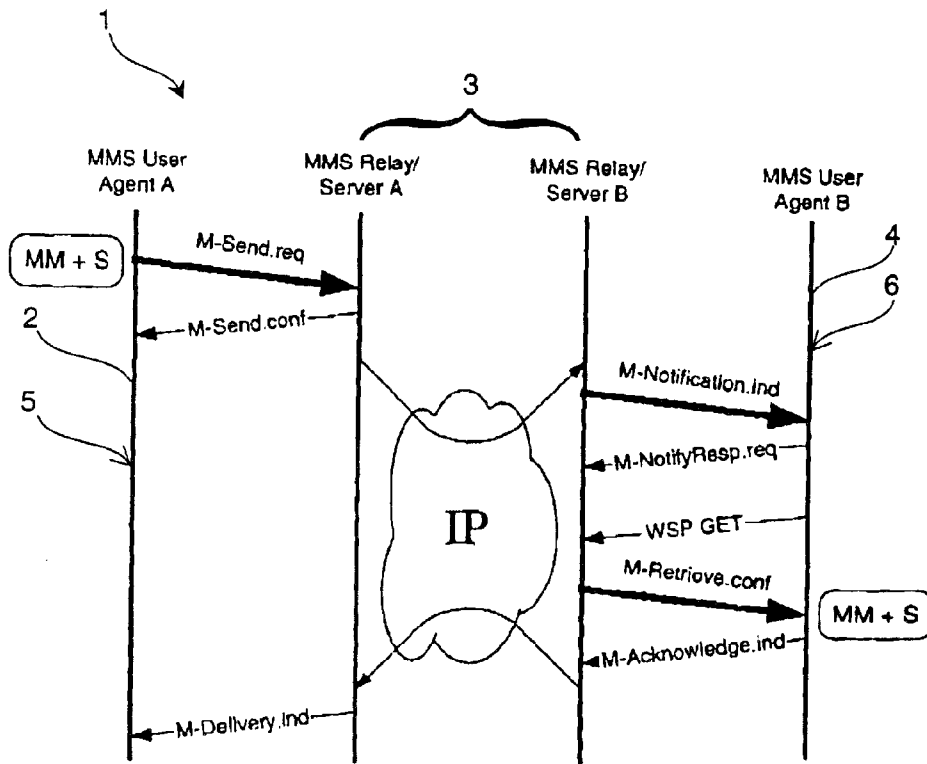 1
3
MMS User
Agent A
MMS Relay/
Server A
MMS Relay/
Server B
MMS User
Agent B
MM + S
M-Send.req
4
M-Send.conf
6
2
M-Notification.ind
5
M-NotifyResp.req
IP
WSP GET
M-Retrieve.conf
MM + S
M-Acknowledge.ind
M-Delivery.ind